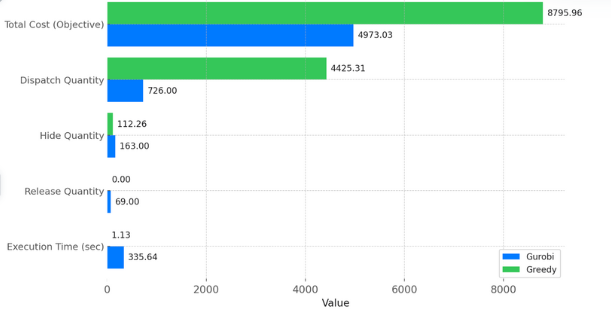 Total Cost (Objective)
8795.96
4973.03
Dispatch Quantity
4425.31
726.00
Hide Quantity
112.26
163.00
Release Quantity
0.00
69.00
Execution Time (sec)
1.13
335.64
Gurobi
Greedy
0 2000 4000 6000 8000
Value